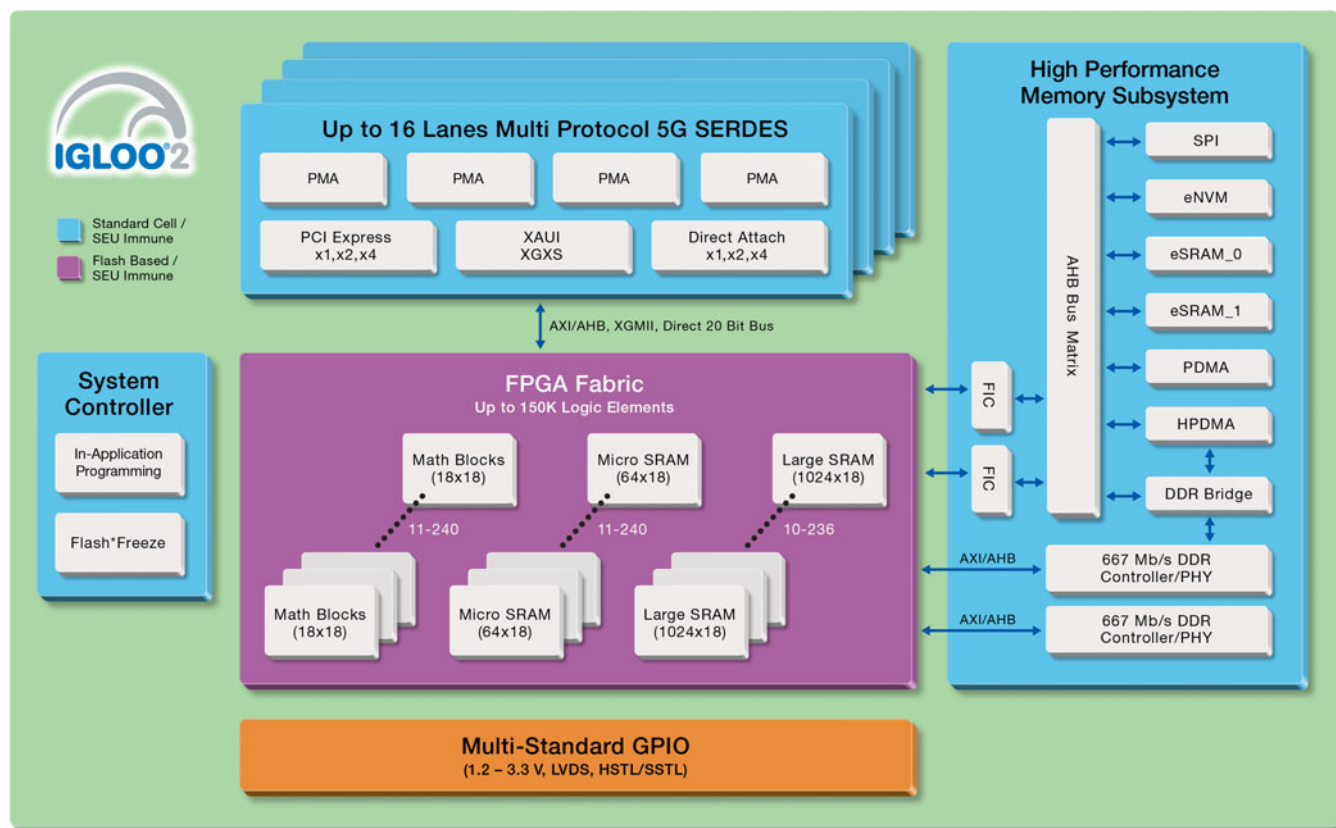 IGLOO®2
Standard Cell /
SEU Immune
Flash Based /
SEU Immune
Up to 16 Lanes Multi Protocol 5G SERDES
PMA
PMA
PMA
PMA
PCI Express
x1,x2,x4
XAUI
XGXS
Direct Attach
x1,x2,x4
AXI/AHB, XGMII, Direct 20 Bit Bus
System
Controller
In-Application
Programming
Flash*Freeze
FPGA Fabric
Up to 150K Logic Elements
Math Blocks
(18x18)
Micro SRAM
(64x18)
Large SRAM
(1024x18)
11-240
11-240
10-236
Math Blocks
(18x18)
Micro SRAM
(64x18)
Large SRAM
(1024x18)
High Performance
Memory Subsystem
AHB Bus Matrix
SPI
eNVM
eSRAM_0
eSRAM_1
PDMA
HPDMA
DDR Bridge
FIC
FIC
AXI/AHB
667 Mb/s DDR
Controller/PHY
AXI/AHB
667 Mb/s DDR
Controller/PHY
Multi-Standard GPIO
(1.2 – 3.3 V, LVDS, HSTL/SSTL)